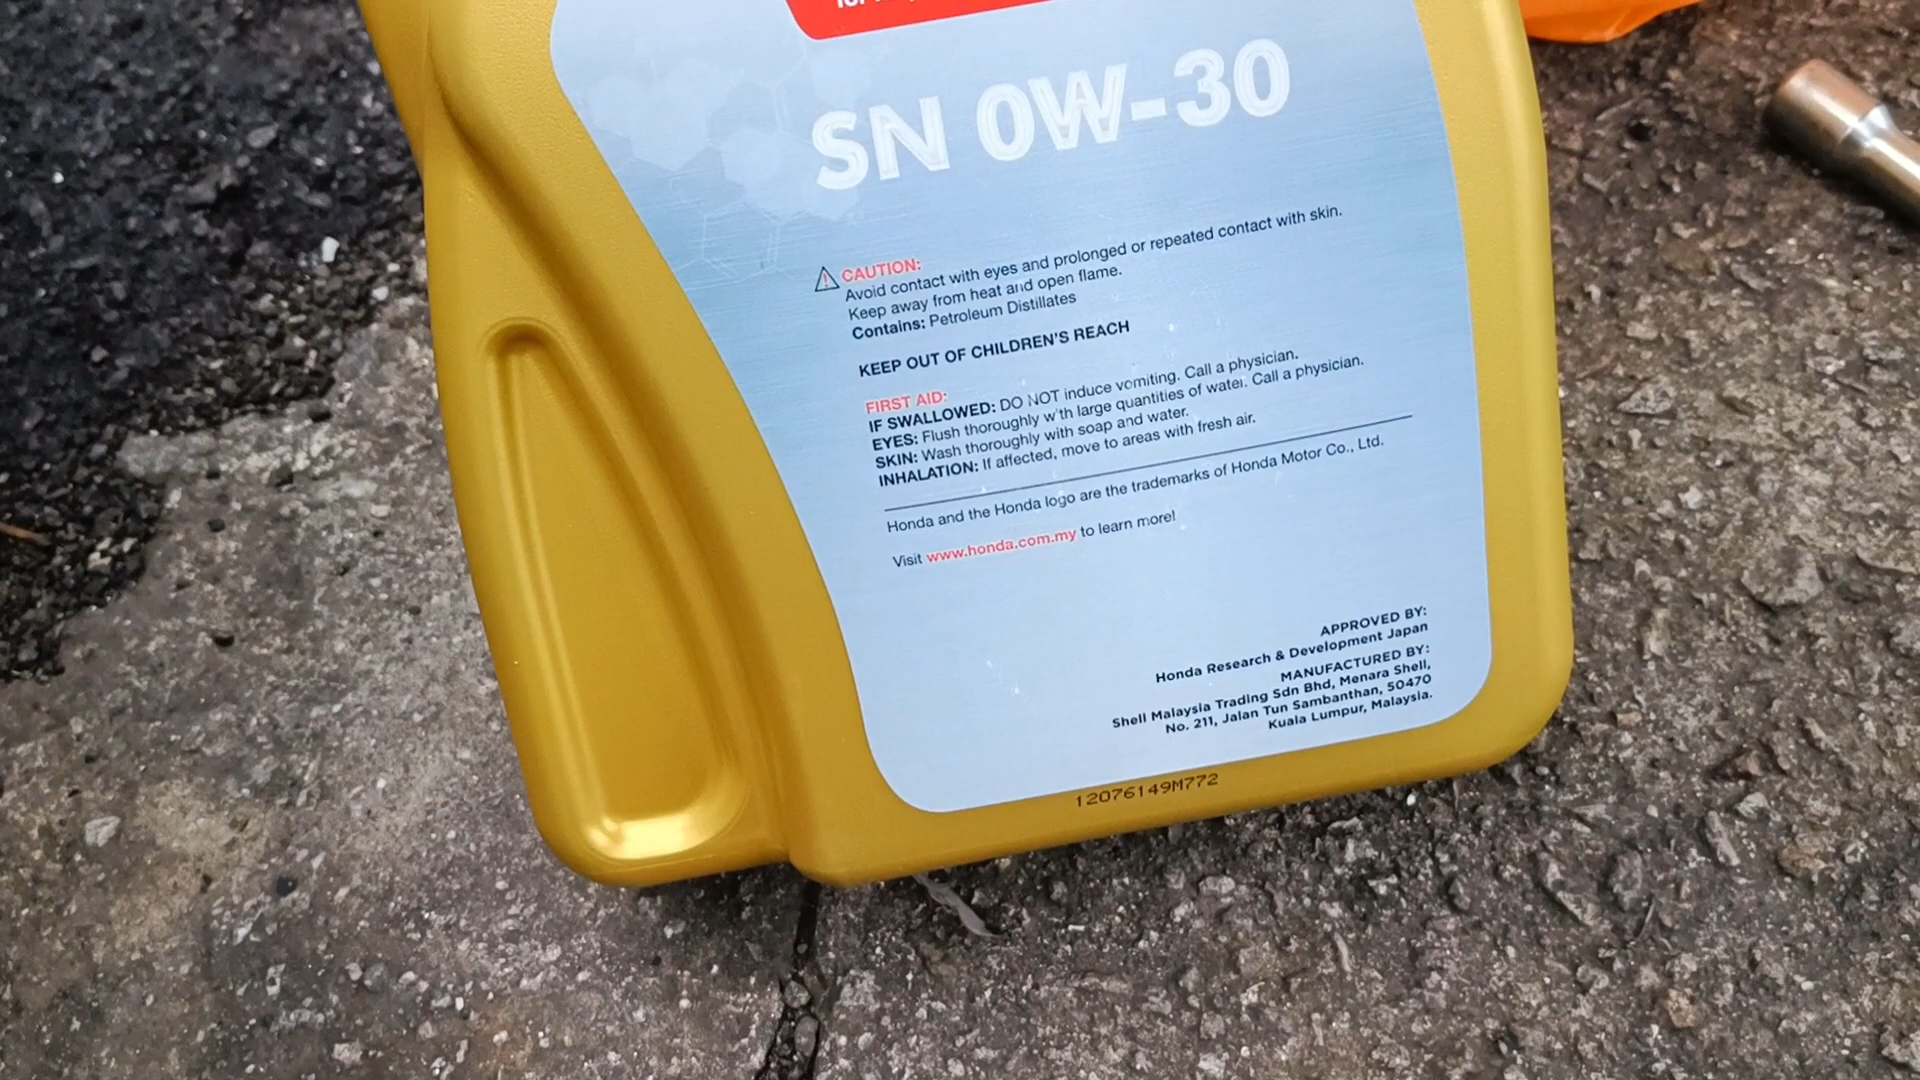 SN 0W-30
CAUTION:
Avoid contact with eyes and prolonged or repeated contact with skin.
Keep away from heat and open flame.
Contains: Petroleum Distillates
KEEP OUT OF CHILDREN'S REACH
FIRST AID:
IF SWALLOWED: DO NOT induce vomiting. Call a physician.
EYES: Flush thoroughly with large quantities of water. Call a physician.
SKIN: Wash thoroughly with soap and water.
INHALATION: If affected, move to areas with fresh air.
Honda and the Honda logo are the trademarks of Honda Motor Co., Ltd.
Visit www.honda.com.my to learn more!
APPROVED BY:
Honda Research & Development Japan
MANUFACTURED BY:
Shell Malaysia Trading Sdn Bhd, Menara Shell,
No. 211, Jalan Tun Sambanthan, 50470
Kuala Lumpur, Malaysia.
12076149M772